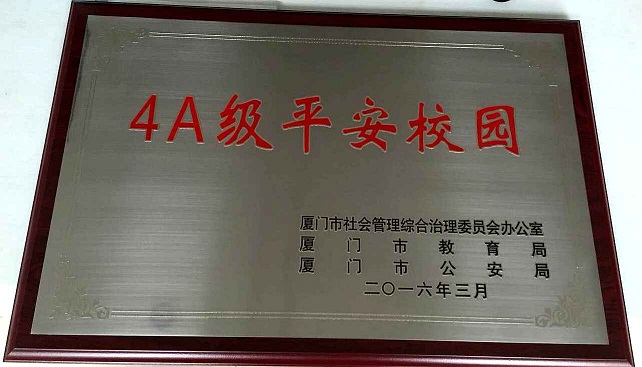 4A级平安校园
厦门市社会管理综合治理委员会办公室
厦门市教育局
厦门市公安局
二〇一六年三月